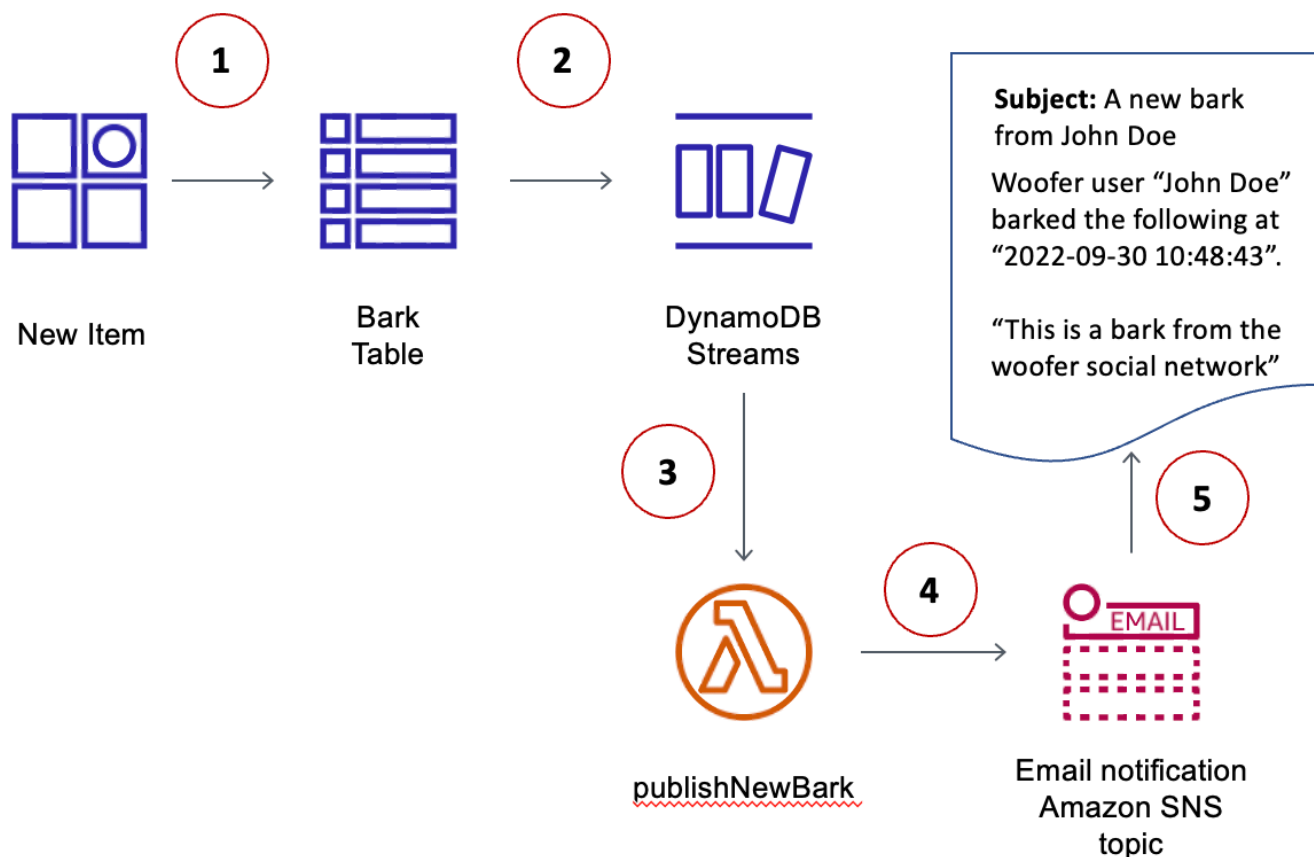 1
2
New Item
Bark
Table
DynamoDB
Streams
Subject: A new bark
from John Doe
Woofer user “John Doe”
barked the following at
“2022-09-30 10:48:43”.
“This is a bark from the
woofer social network”
3
4
5
publishNewBark
EMAIL
Email notification
Amazon SNS
topic